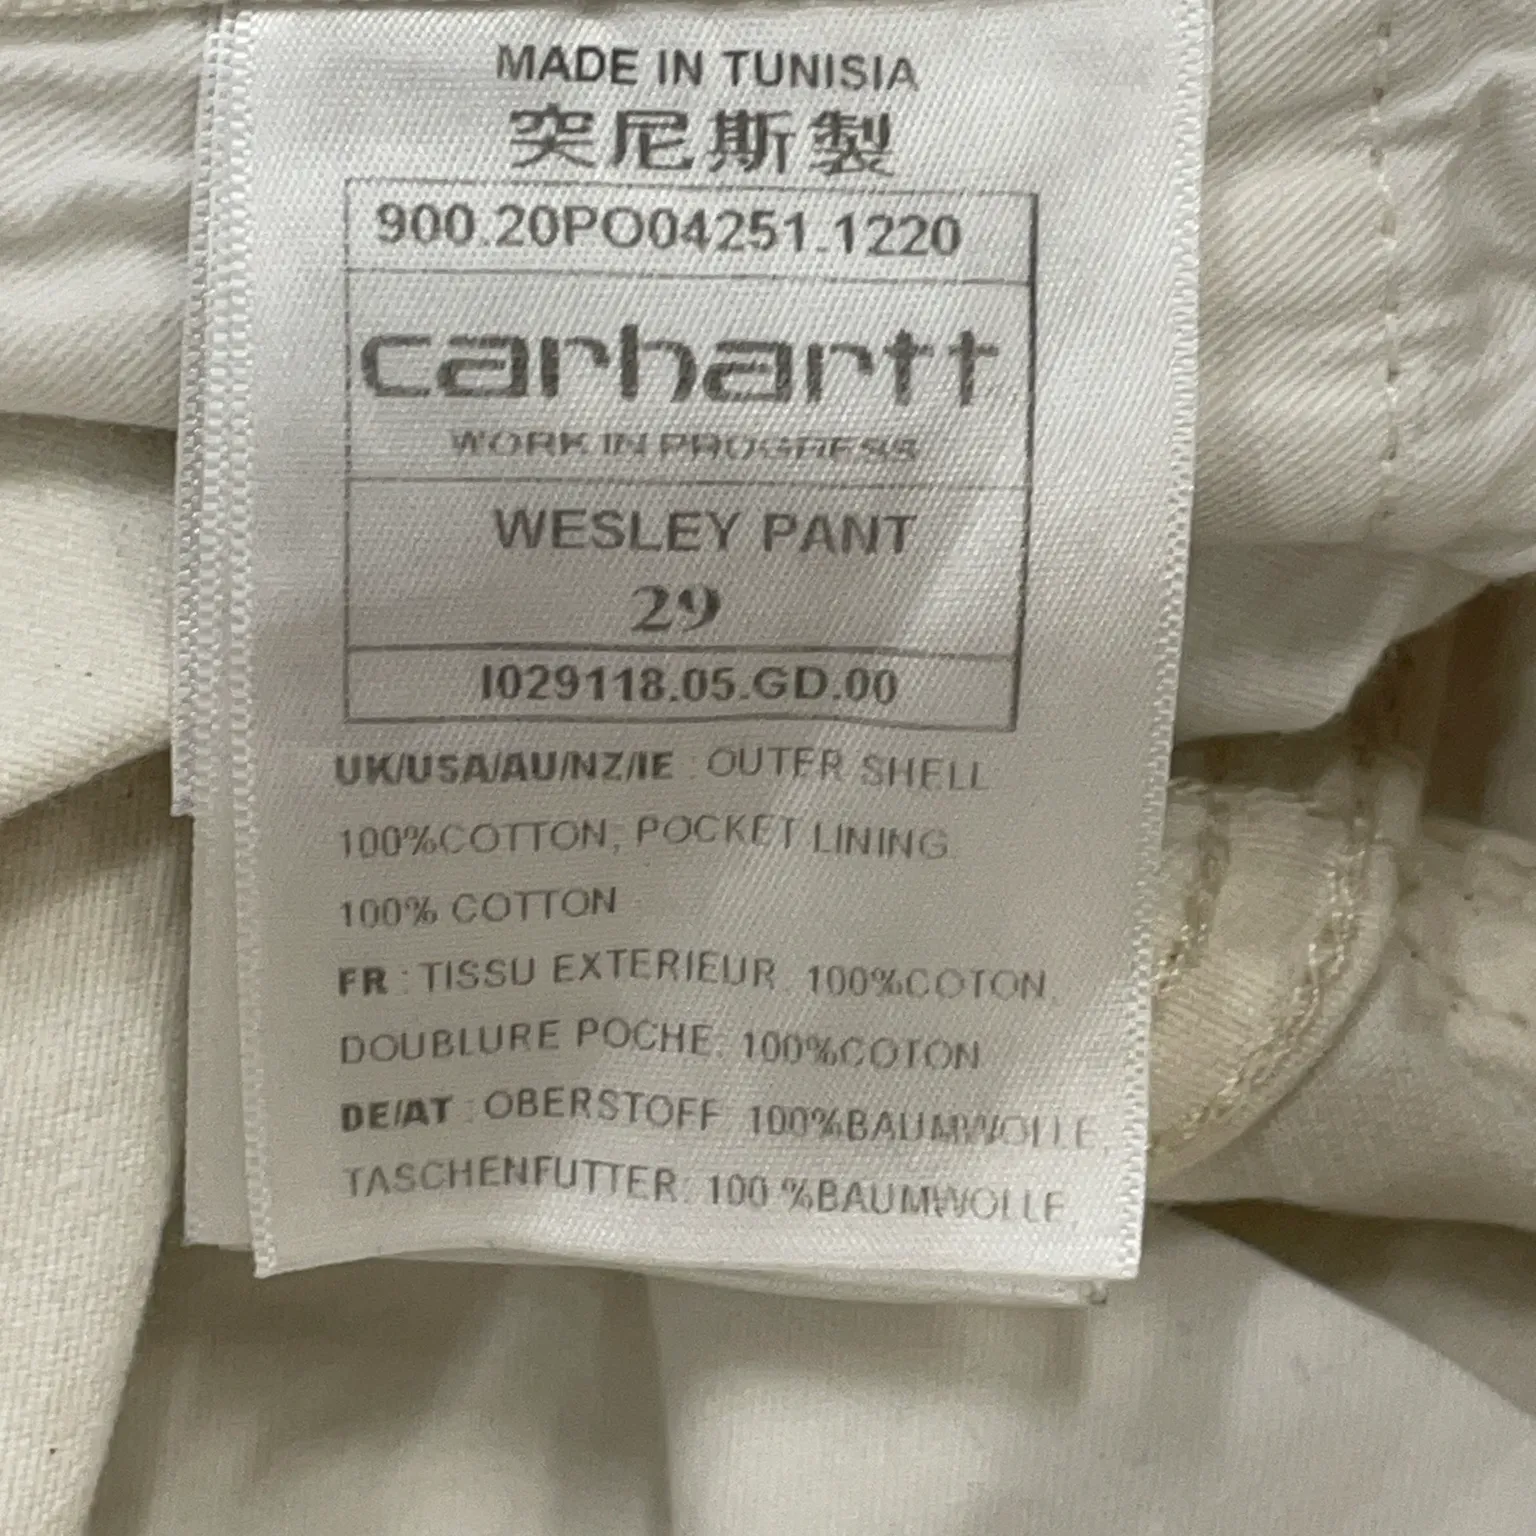 MADE IN TUNISIA
突尼斯製
900.20PO04251.1220
carhartt
WORK IN PROGRESS
WESLEY PANT
29
I029118.05.GD.00
UK/USA/AU/NZ/IE : OUTER SHELL
100%COTTON, POCKET LINING
100% COTTON
FR : TISSU EXTERIEUR. 100%COTON,
DOUBLURE POCHE: 100%COTON
DE/AT : OBERSTOFF: 100%BAUMWOLLE,
TASCHENFUTTER: 100 %BAUMWOLLE,